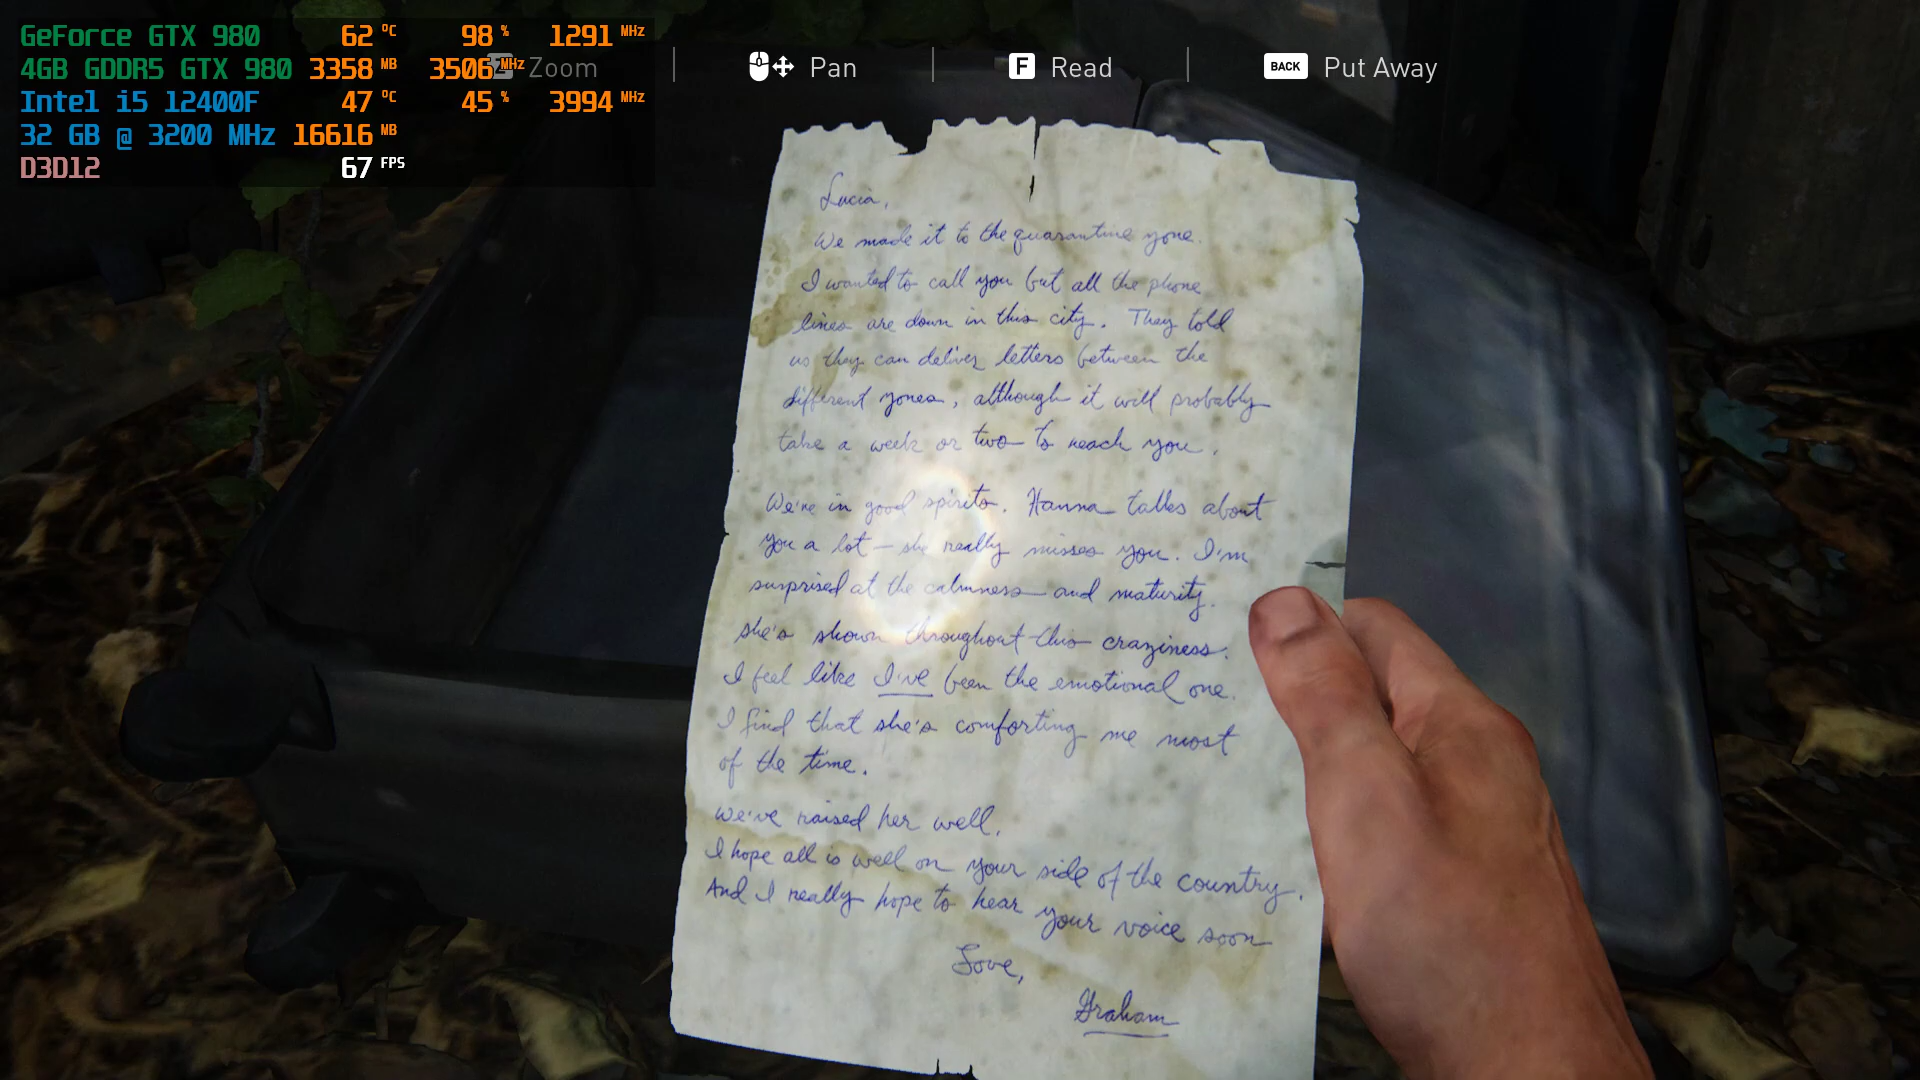 GeForce GTX 980 62 °C 98 % 1291 MHz
4GB GDDR5 GTX 980 3358 MB 3506 MHz
Intel i5 12400F 47 °C 45 % 3994 MHz
32 GB @ 3200 MHz 16616 MB
D3D12 67 FPS
Z Zoom Pan F Read BACK Put Away
Lucia,
We made it to the quarantine zone.
I wanted to call you but all the phone
lines are down in this city. They told
us they can deliver letters between the
different zones, although it will probably
take a week or two to reach you.
We're in good spirits. Hanna talks about
you a lot — she really misses you. I'm
surprised at the calmness and maturity.
she's shown throughout this craziness.
I feel like I've been the emotional one.
I find that she's comforting me most
of the time.
We've raised her well.
I hope all is well on your side of the country.
And I really hope to hear your voice soon
Love,
Graham